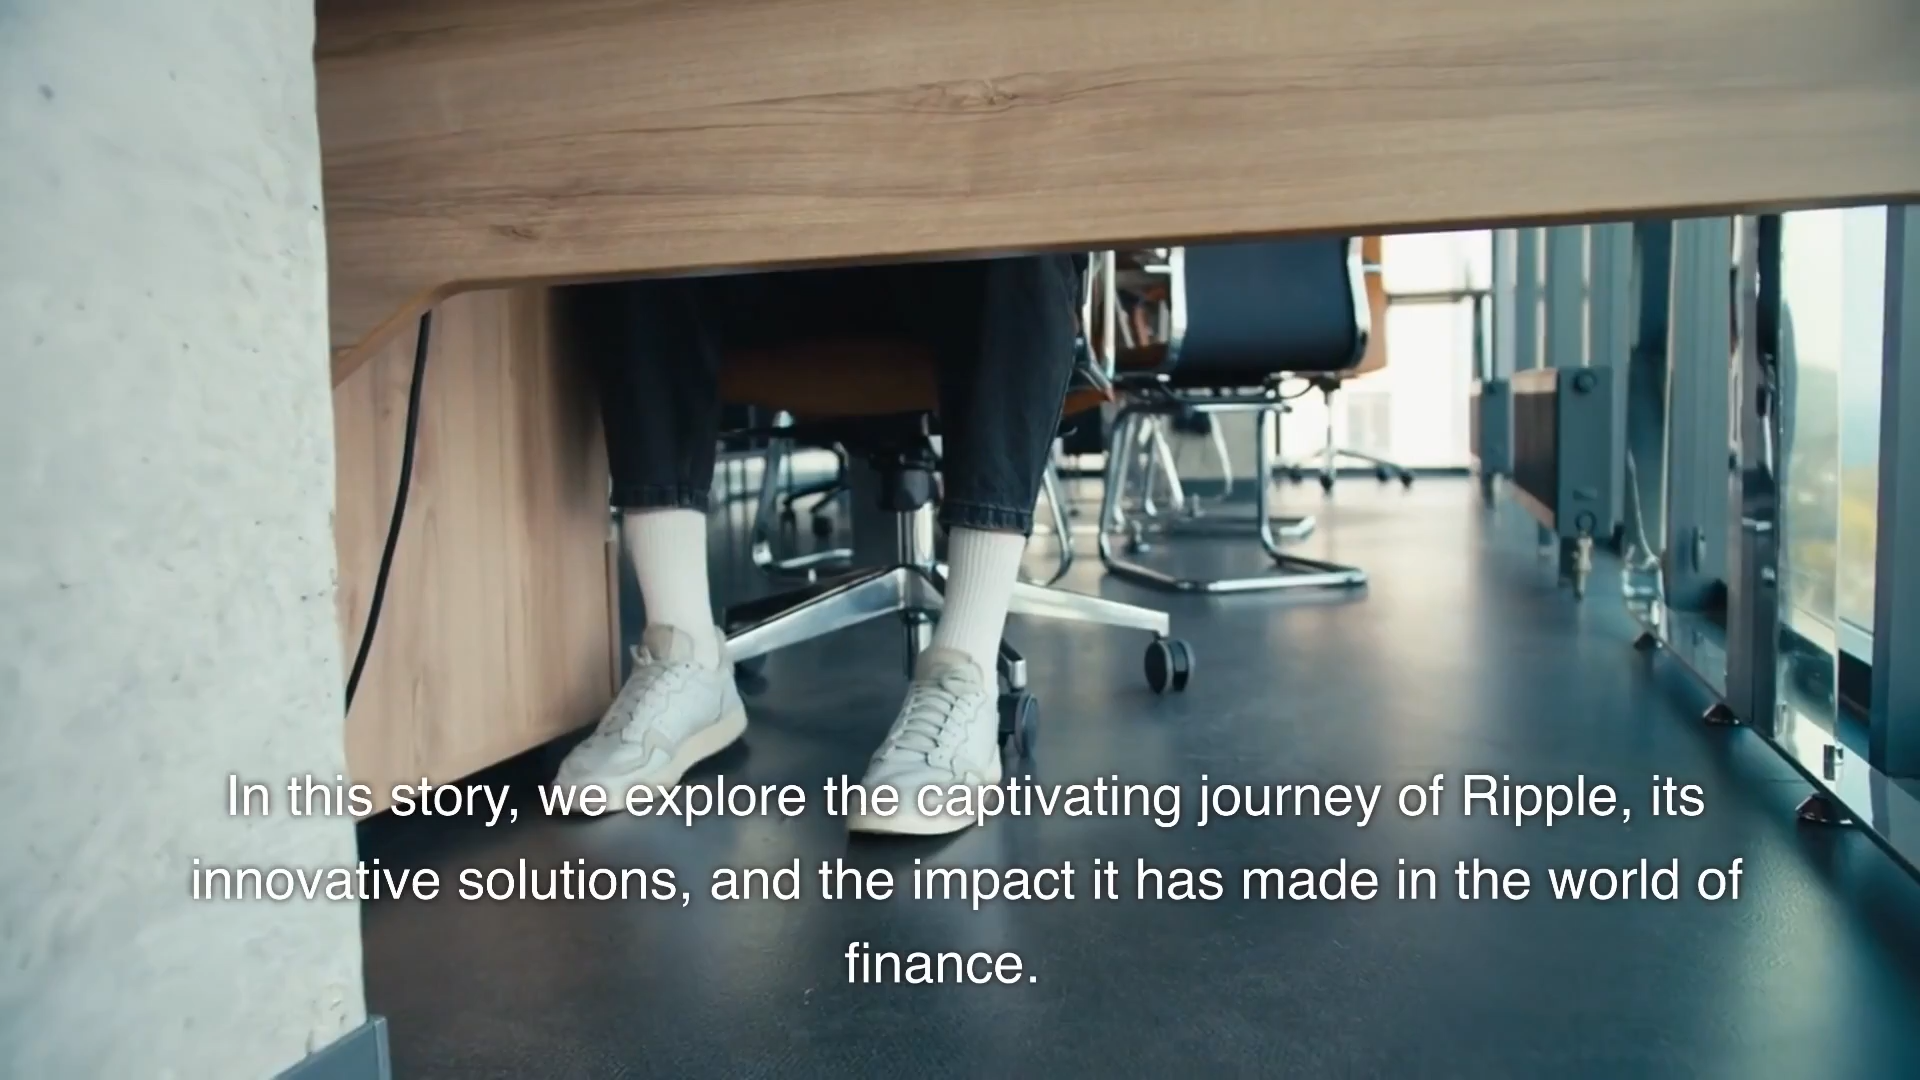 In this story, we explore the captivating journey of Ripple, its
innovative solutions, and the impact it has made in the world of
finance.